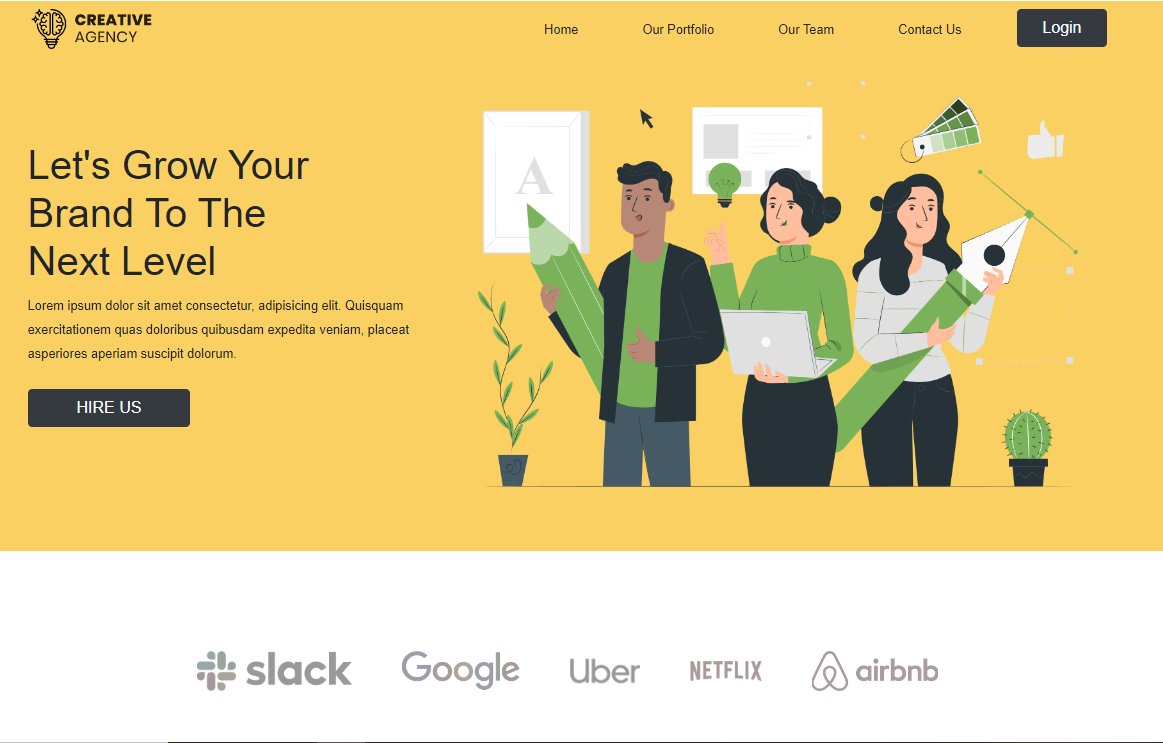 CREATIVE
AGENCY
Home Our Portfolio Our Team Contact Us Login
A
Let's Grow Your
Brand To The
Next Level
Lorem ipsum dolor sit amet consectetur, adipisicing elit. Quisquam
exercitationem quas doloribus quibusdam expedita veniam, placeat
asperiores aperiam suscipit dolorum.
HIRE US
slack Google Uber NETFLIX airbnb